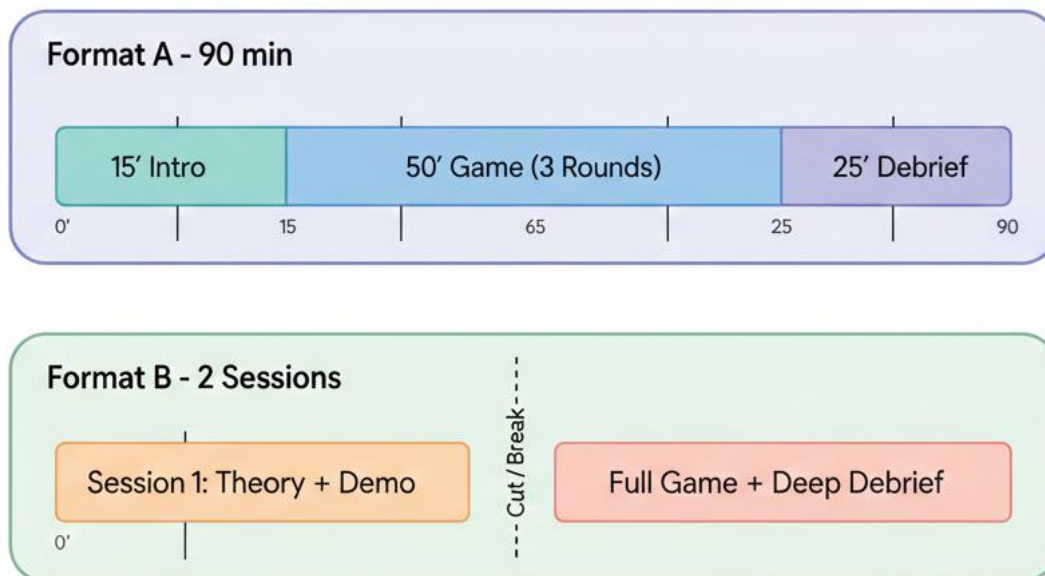 Format A - 90 min
15′ Intro
50′ Game (3 Rounds)
25′ Debrief
0′
15
65
25
90
Format B - 2 Sessions
Session 1: Theory + Demo
Cut / Break
Full Game + Deep Debrief
0′